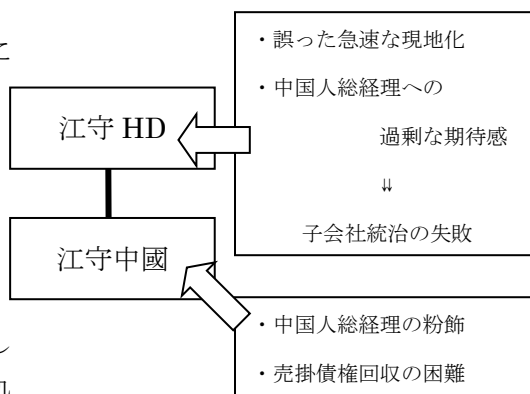 ・誤った急速な現地化
・中国人総経理への
過剰な期待感
⇓
子会社統治の失敗
江守 HD
江守中國
・中国人総経理の粉飾
・売掛債権回収の困難